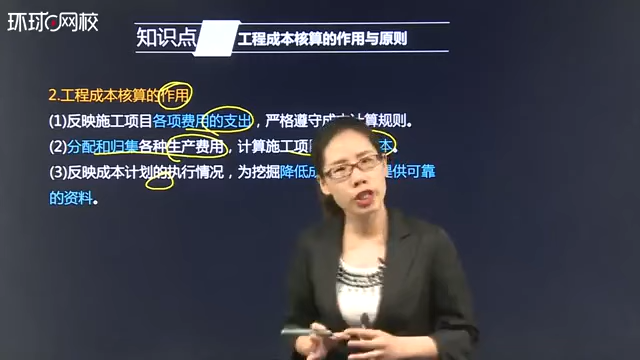 环球网校
知识点
工程成本核算的作用与原则
2.工程成本核算的作用
(1)反映施工项目各项费用的支出，严格遵守成计算规则。
(2)分配和归集各种生产费用，计算施工项本。
(3)反映成本计划的执行情况，为挖掘降低成提供可靠
的资料。